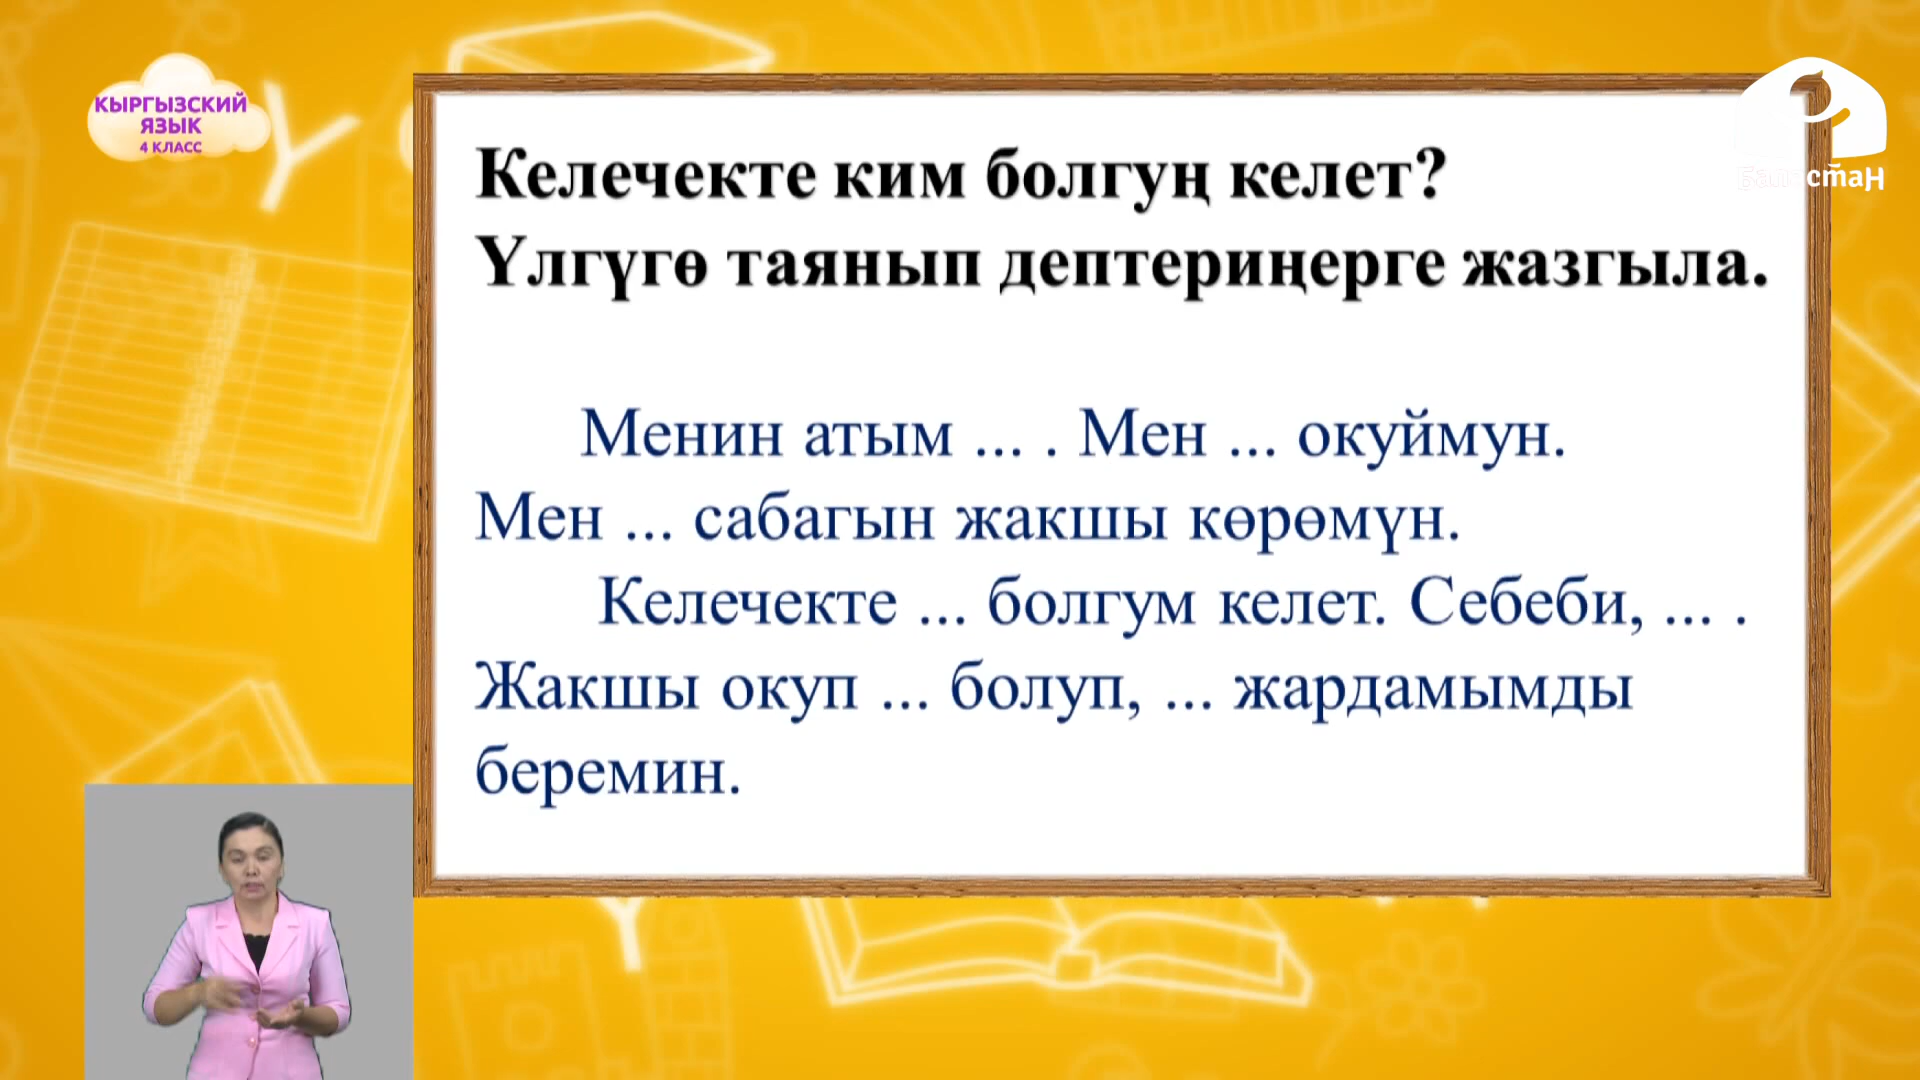 КЫРГЫЗСКИЙ
ЯЗЫК
4 КЛАСС
Баластан
Келечекте ким болгуң келет?
Үлгүгө таянып дептериңерге жазгыла.
Менин атым ... . Мен ... окуймун.
Мен ... сабагын жакшы көрөмүн.
Келечекте ... болгум келет. Себеби, ... .
Жакшы окуп ... болуп, ... жардамымды
беремин.